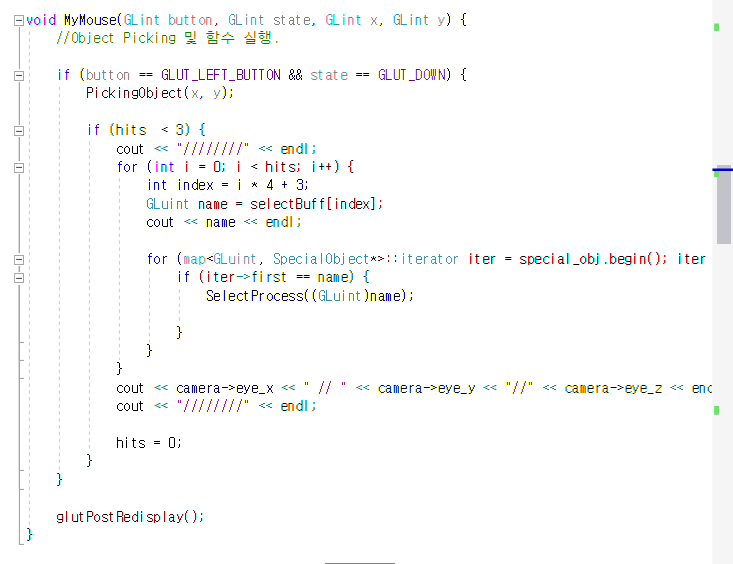 void MyMouse(GLint button, GLint state, GLint x, GLint y) {
//Object Picking 및 함수 실행.
if (button == GLUT_LEFT_BUTTON && state == GLUT_DOWN) {
PickingObject(x, y);
if (hits < 3) {
cout << "////////" << endl;
for (int i = 0; i < hits; i++) {
int index = i * 4 + 3;
GLuint name = selectBuff[index];
cout << name << endl;
for (map<GLuint, SpecialObject*>::iterator iter = special_obj.begin(); iter
if (iter->first == name) {
SelectProcess((GLuint)name);
}
}
}
cout << camera->eye_x << " // " << camera->eye_y << "//" << camera->eye_z << end
cout << "////////" << endl;
hits = 0;
}
}
glutPostRedisplay();
}